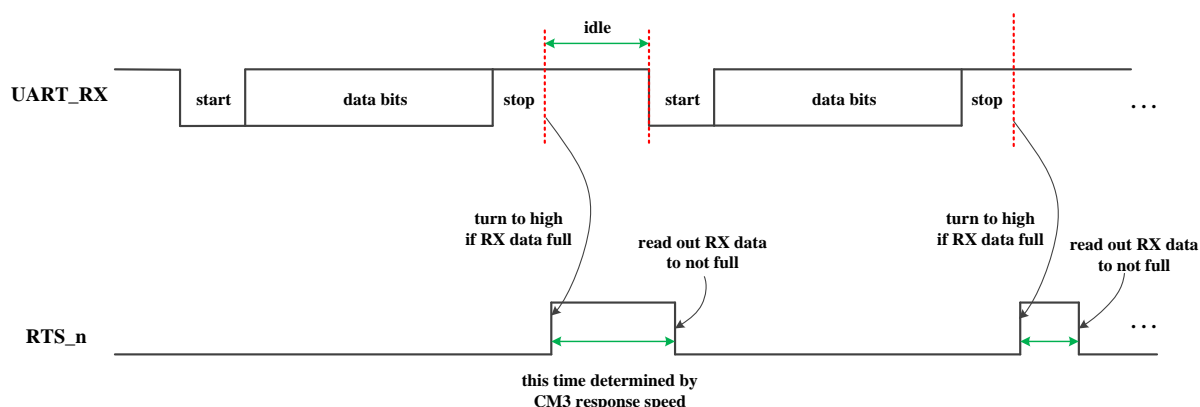 idle
UART_RX
start
data bits
stop
start
data bits
stop
...
turn to high
if RX data full
read out RX data
to not full
turn to high
if RX data full
read out RX data
to not full
RTS_n
...
this time determined by
CM3 response speed